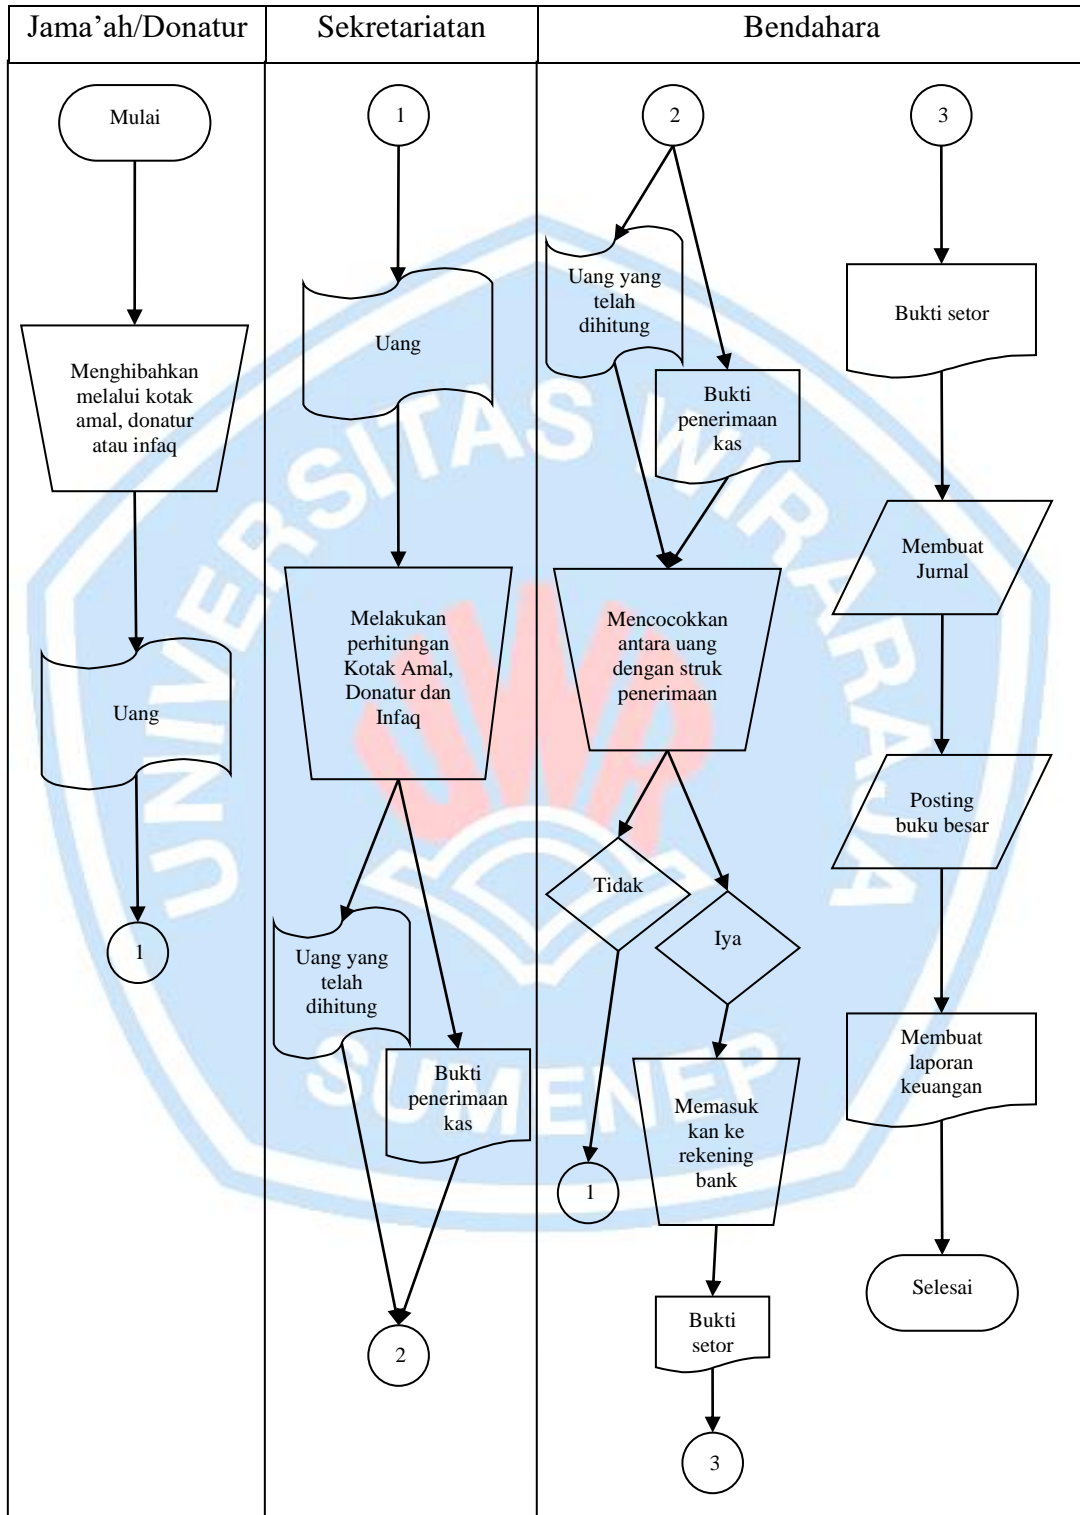 Jama’ah/Donatur
Sekretariatan
Bendahara
Mulai
Menghibahkan
melalui kotak
amal, donatur
atau infaq
Uang
1
1
Uang
Melakukan
perhitungan
Kotak Amal,
Donatur dan
Infaq
Uang yang
telah
dihitung
Bukti
penerimaan
kas
2
2
Uang yang
telah
dihitung
Bukti
penerimaan
kas
Mencocokkan
antara uang
dengan struk
penerimaan
Tidak
Iya
1
Memasuk
kan ke
rekening
bank
Bukti
setor
3
3
Bukti setor
Membuat
Jurnal
Posting
buku besar
Membuat
laporan
keuangan
Selesai
UNIVERSITAS WIRARAJA
UWR
SUMENEP